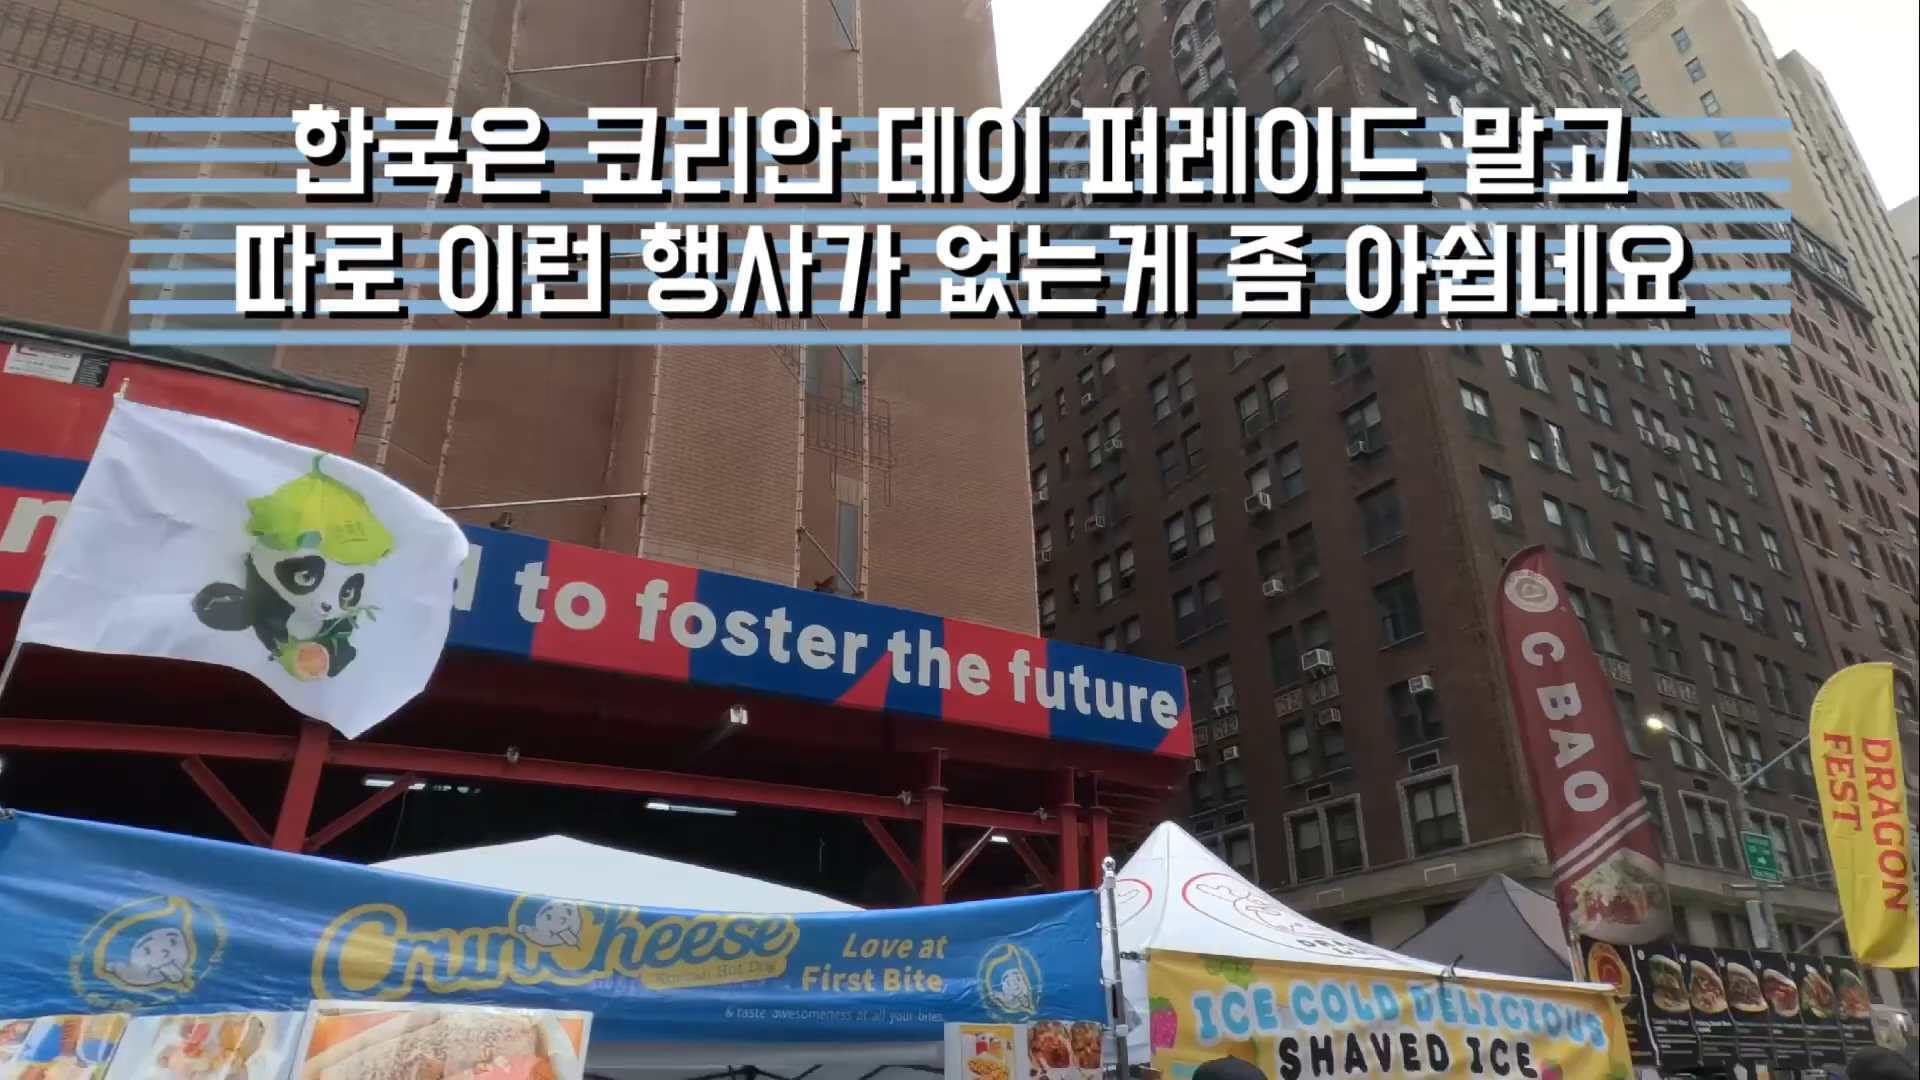 한국은 코리안 데이 퍼레이드 말고
따로 이런 행사가 없는게 좀 아쉽네요
to foster the future
C BAO
DRAGON
FEST
CrunCheese
Korean Hot Dog
Love at
First Bite
& taste awesomeness at all your bites
ICE COLD DELICIOUS
SHAVED ICE